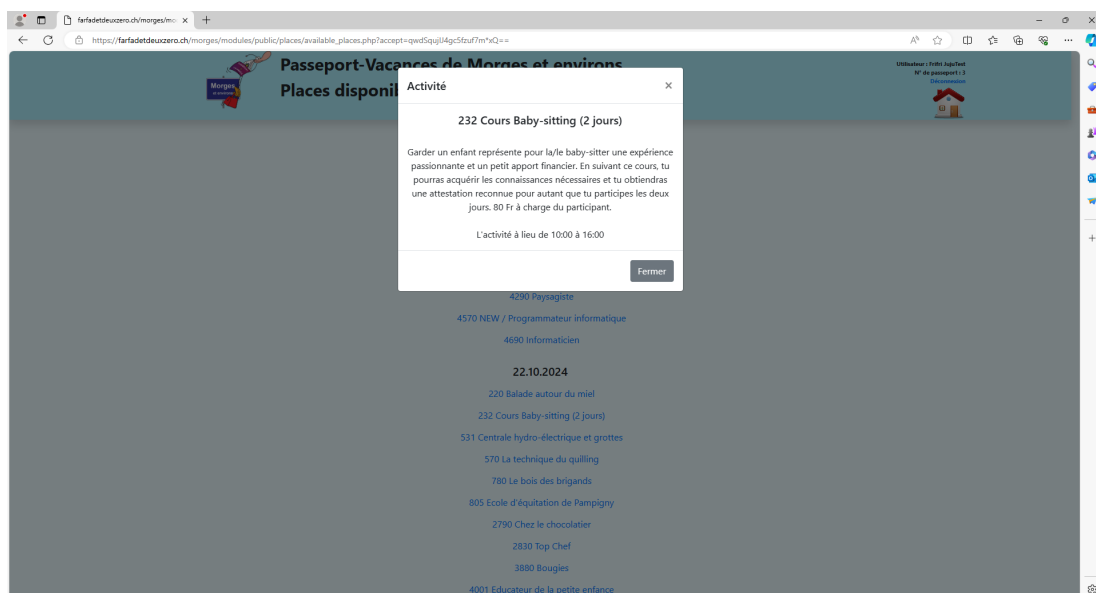 farfadetdeuxzero.ch/morges/mo
https://farfadetdeuxzero.ch/morges/modules/public/places/available_places.php?accept=qwdSqujU4gc5fzuf7m*xQ==
Morges
Passeport-Vacances de Morges et environs
Places disponi
Utilisateur : Frifri JujuTest
N° de passeport : 2
Déconnexion
Activité
232 Cours Baby-sitting (2 jours)
Garder un enfant représente pour la/le baby-sitter une expérience
passionnante et un petit apport financier. En suivant ce cours, tu
pourras acquérir les connaissances nécessaires et tu obtiendras
une attestation reconnue pour autant que tu participes les deux
jours. 80 Fr à charge du participant.
L'activité à lieu de 10:00 à 16:00
Fermer
4290 Paysagiste
4570 NEW / Programmateur informatique
4690 Informaticien
22.10.2024
220 Balade autour du miel
232 Cours Baby-sitting (2 jours)
531 Centrale hydro-électrique et grottes
570 La technique du quilling
780 Le bois des brigands
805 Ecole d'équitation de Pampigny
2790 Chez le chocolatier
2830 Top Chef
3880 Bougies
4001 Educateur de la petite enfance